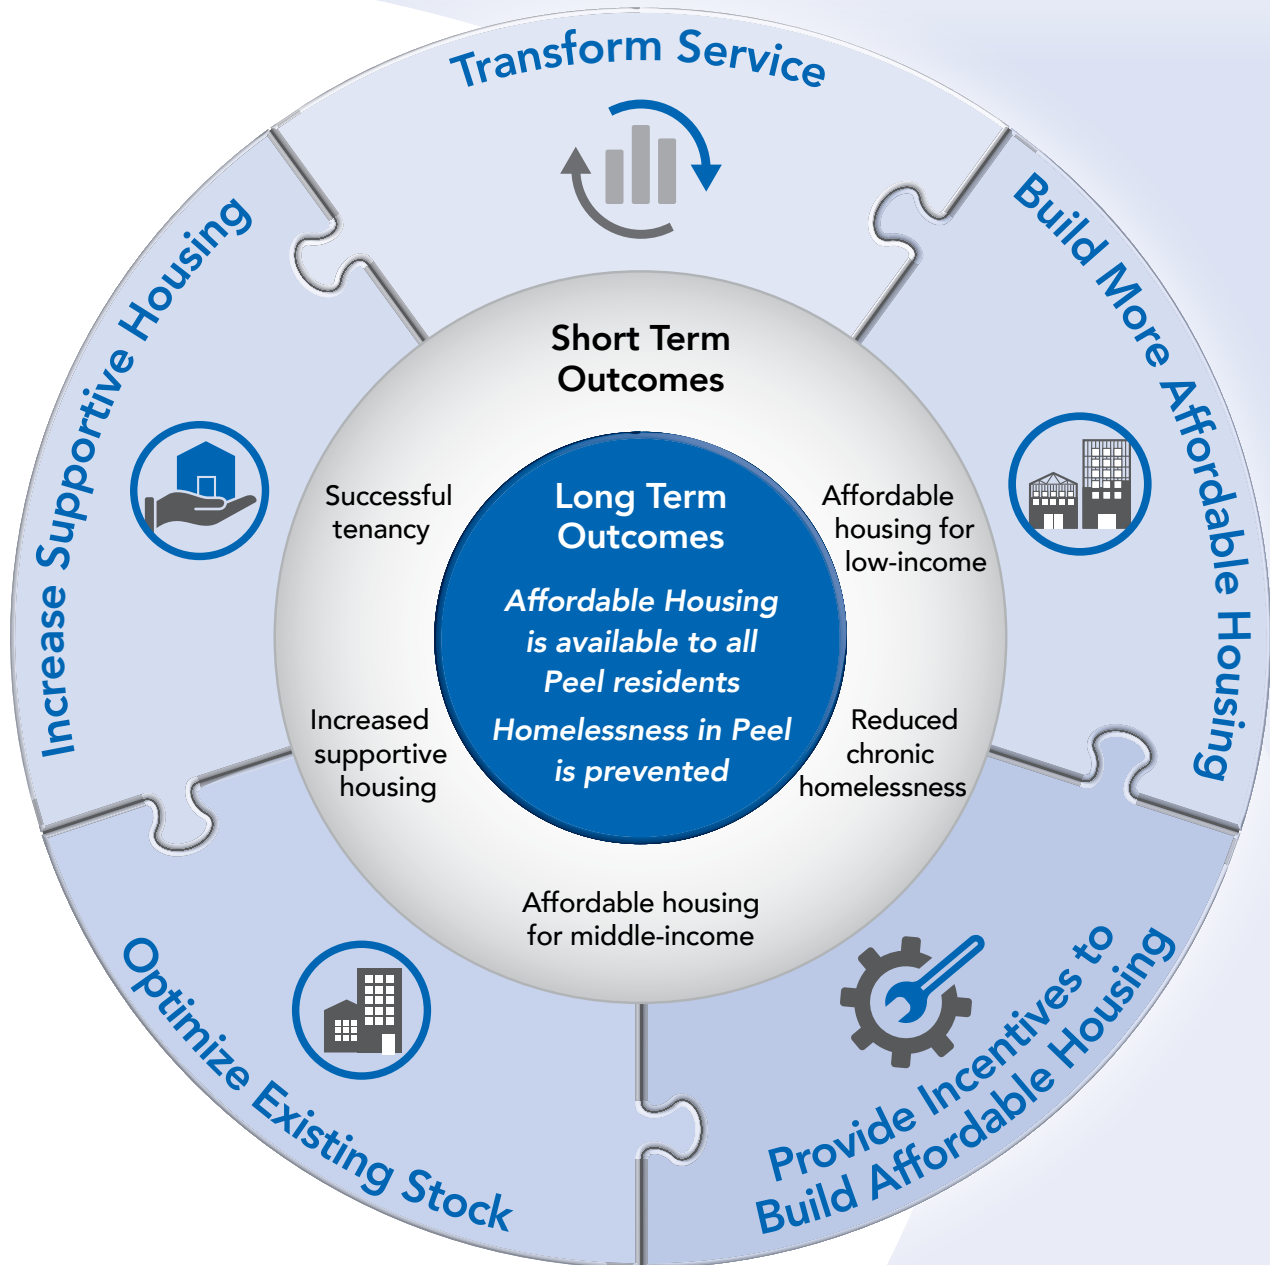 Transform Service
Build More Affordable Housing
Provide Incentives to
Build Affordable Housing
Optimize Existing Stock
Increase Supportive Housing
Short Term
Outcomes
Affordable
housing for
low-income
Reduced
chronic
homelessness
Affordable housing
for middle-income
Increased
supportive
housing
Successful
tenancy
Long Term
Outcomes
Affordable Housing
is available to all
Peel residents
Homelessness in Peel
is prevented